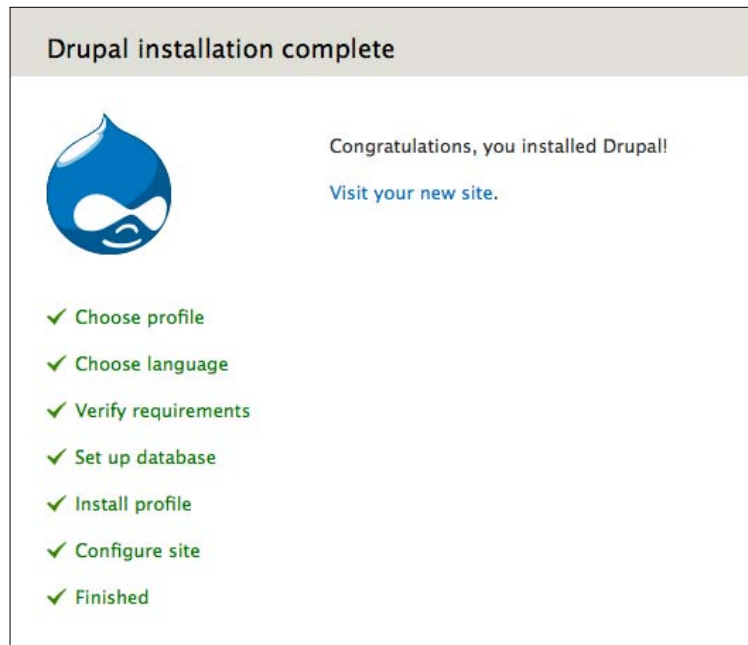 Drupal installation complete
Congratulations, you installed Drupal!
Visit your new site.
Choose profile
Choose language
Verify requirements
Set up database
Install profile
Configure site
Finished